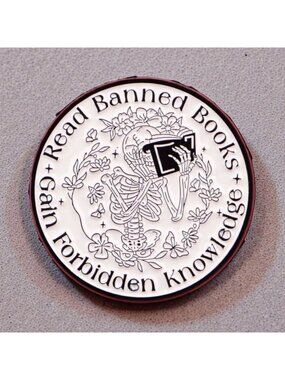 Read Banned Books
Gain Forbidden Knowledge